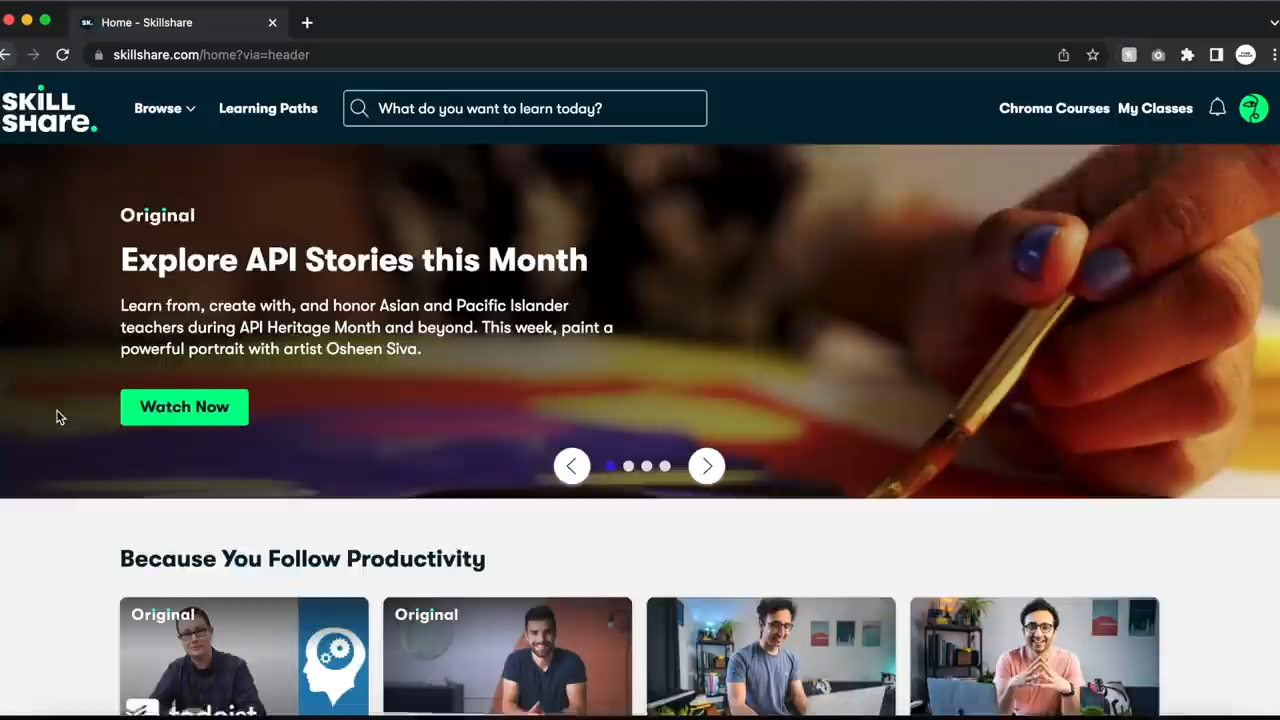 Home - Skillshare
skillshare.com/home?via=header
SKILL
SHare.
Browse
Learning Paths
What do you want to learn today?
Chroma Courses
My Classes
Original
Explore API Stories this Month
Learn from, create with, and honor Asian and Pacific Islander
teachers during API Heritage Month and beyond. This week, paint a
powerful portrait with artist Osheen Siva.
Watch Now
Because You Follow Productivity
Original
Original
todoist